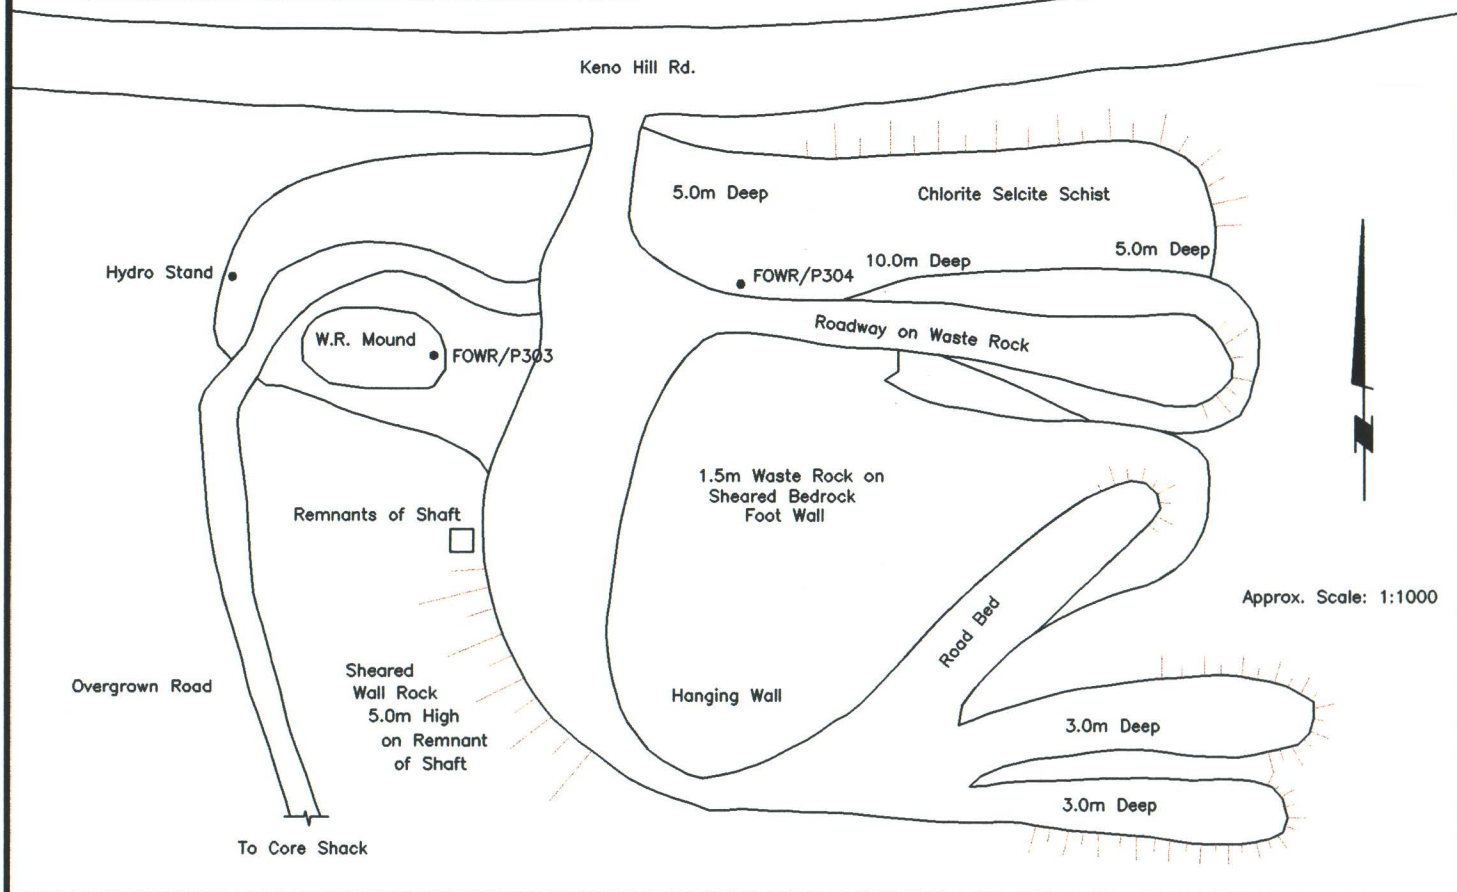 Keno Hill Rd.
5.0m Deep
Chlorite Selcite Schist
5.0m Deep
10.0m Deep
Hydro Stand
FOWR/P304
Roadway on Waste Rock
W.R. Mound
FOWR/P303
1.5m Waste Rock on
Sheared Bedrock
Foot Wall
Remnants of Shaft
N
Approx. Scale: 1:1000
Road Bed
Overgrown Road
Sheared
Wall Rock
5.0m High
on Remnant
of Shaft
Hanging Wall
3.0m Deep
3.0m Deep
To Core Shack